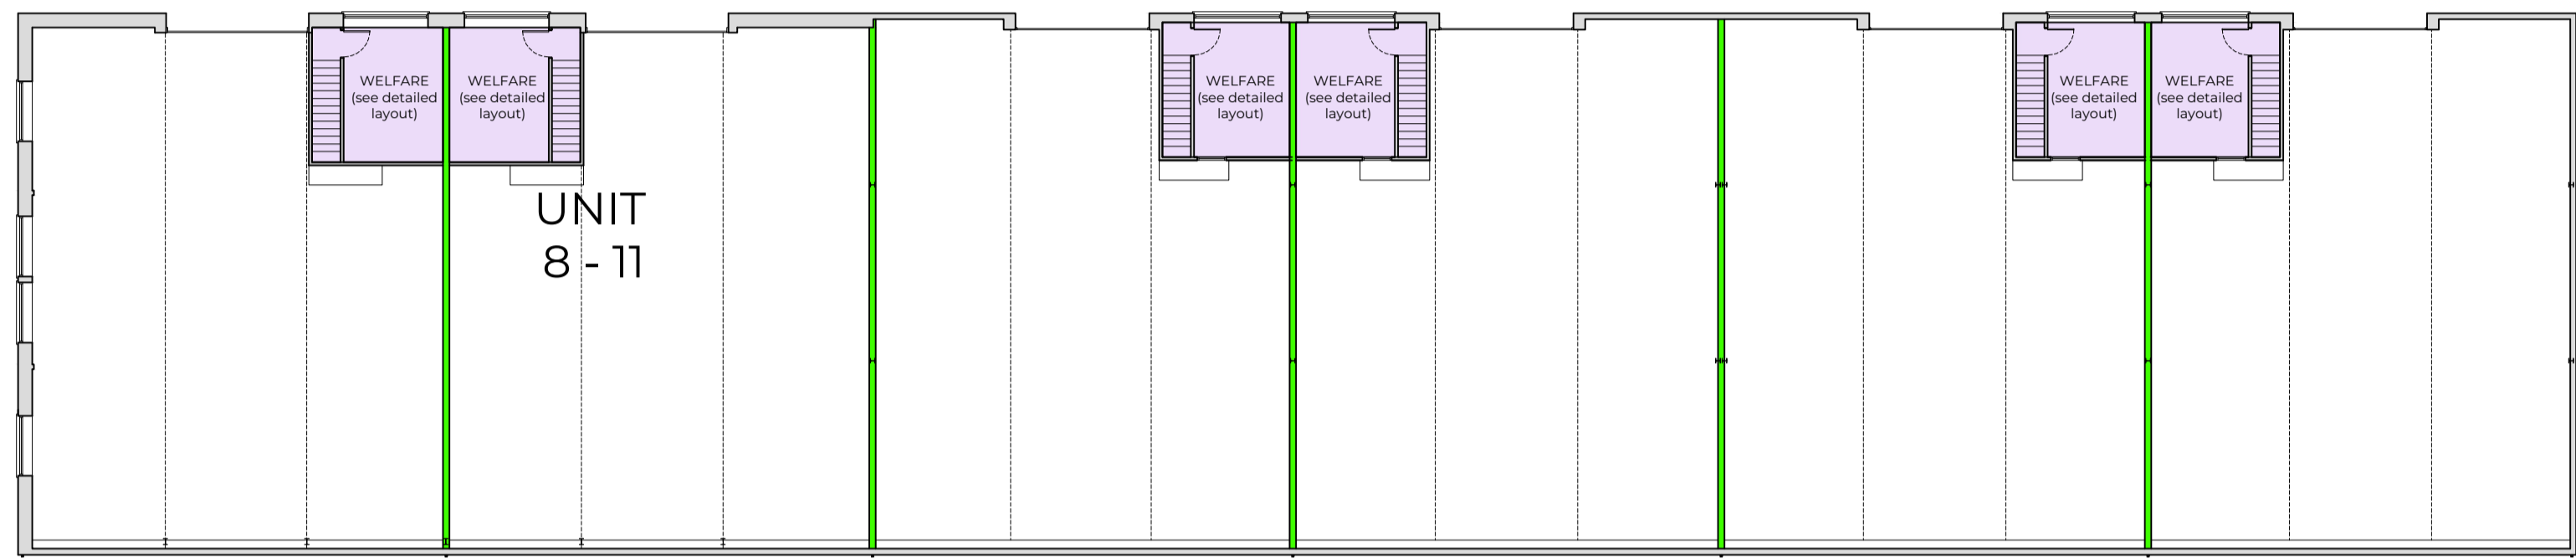 WELFARE
(see detailed
layout)
WELFARE
(see detailed
layout)
WELFARE
(see detailed
layout)
WELFARE
(see detailed
layout)
WELFARE
(see detailed
layout)
WELFARE
(see detailed
layout)
UNIT
8 - 11